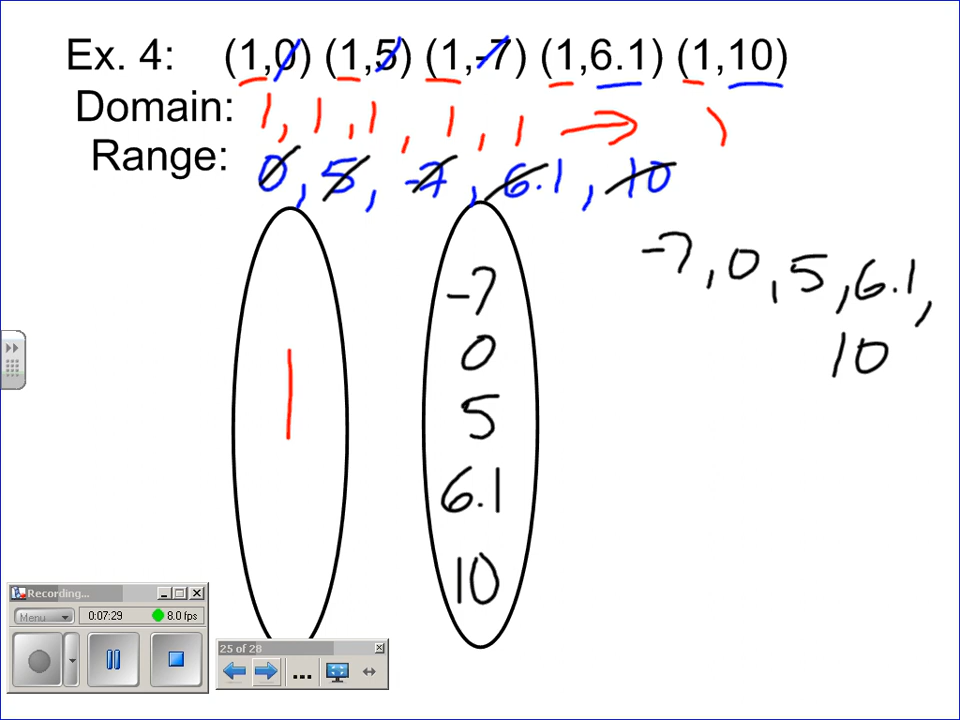 Ex. 4: (1,0) (1,5) (1,-7) (1,6.1) (1,10)
Domain: 1, 1, 1, 1, 1 → 1
Range: 0, 5, -7, 6.1, 10
-7, 0, 5, 6.1,
10
1
-7
0
5
6.1
10
Recording...
Menu 0:07:29 8.0 fps
25 of 28
...